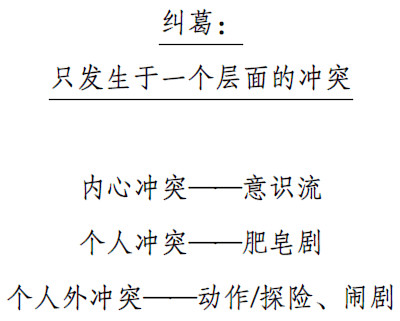 纠葛：
只发生于一个层面的冲突
内心冲突——意识流
个人冲突——肥皂剧
个人外冲突——动作/探险、闹剧